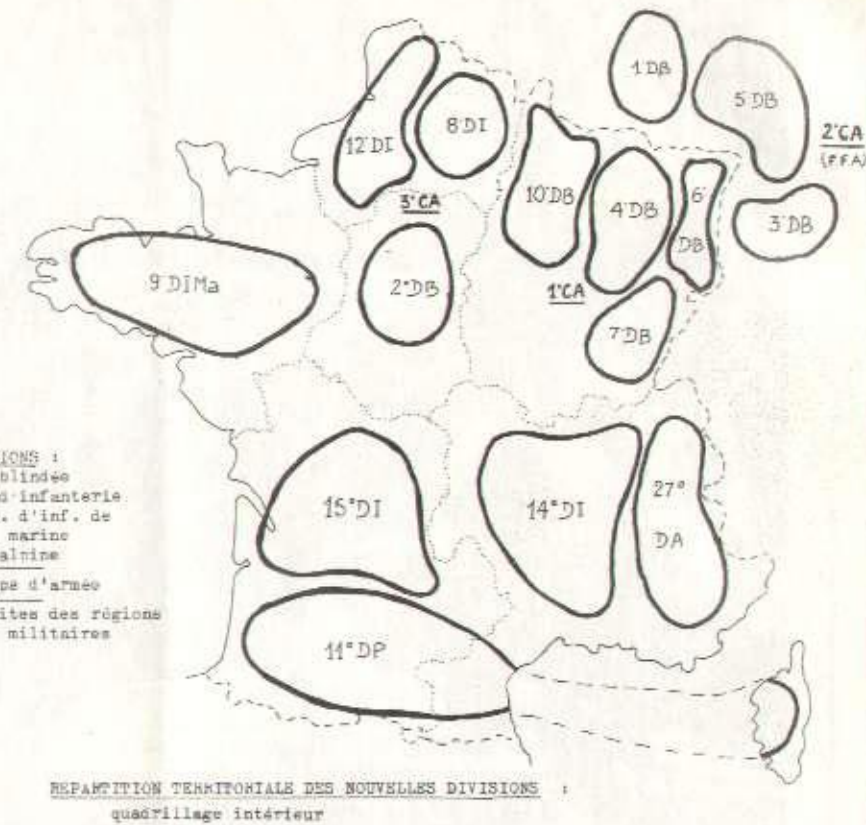 1 DB
5 DB
2°CA
(FFA)
12°DI
8°DI
3°CA
10°DB
4°DB
6°
DB
3°DB
9°DIMa
2°DB
1°CA
7°DB
IONS :
blindée
d'infanterie
. d'inf. de
marine
alpine
ps d'armée
ites des régions
militaires
15°DI
14°DI
27°
DA
11°DP
REPARTITION TERRITORIALE DES NOUVELLES DIVISIONS :
quadrillage intérieur